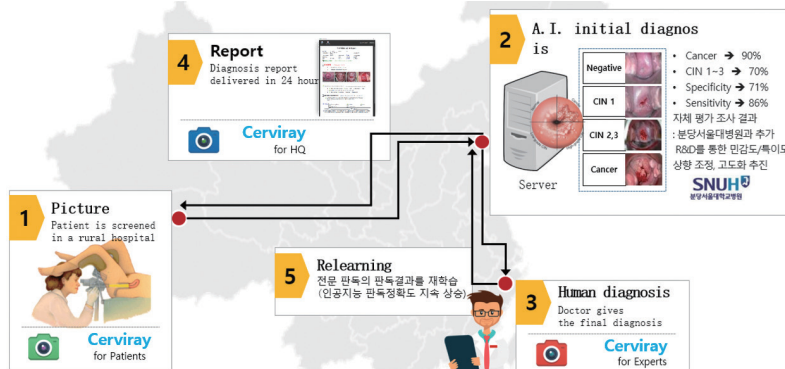 4
Report
Diagnosis report
delivered in 24 hour
Cerviray
for HQ
2
A.I. initial diagnos
is
Negative
CIN 1
CIN 2,3
Cancer
Server
• Cancer → 90%
• CIN 1~3 → 70%
• Specificity → 71%
• Sensitivity → 86%
자체 평가 조사 결과
: 분당서울대병원과 추가
R&D를 통한 민감도/특이도
상향 조정, 고도화 추진
SNUH
분당서울대학교병원
1
Picture
Patient is screened
in a rural hospital
Cerviray
for Patients
5
Relearning
전문 판독의 판독결과를 재학습
(인공지능 판독정확도 지속 상승)
3
Human diagnosis
Doctor gives
the final diagnosis
Cerviray
for Experts